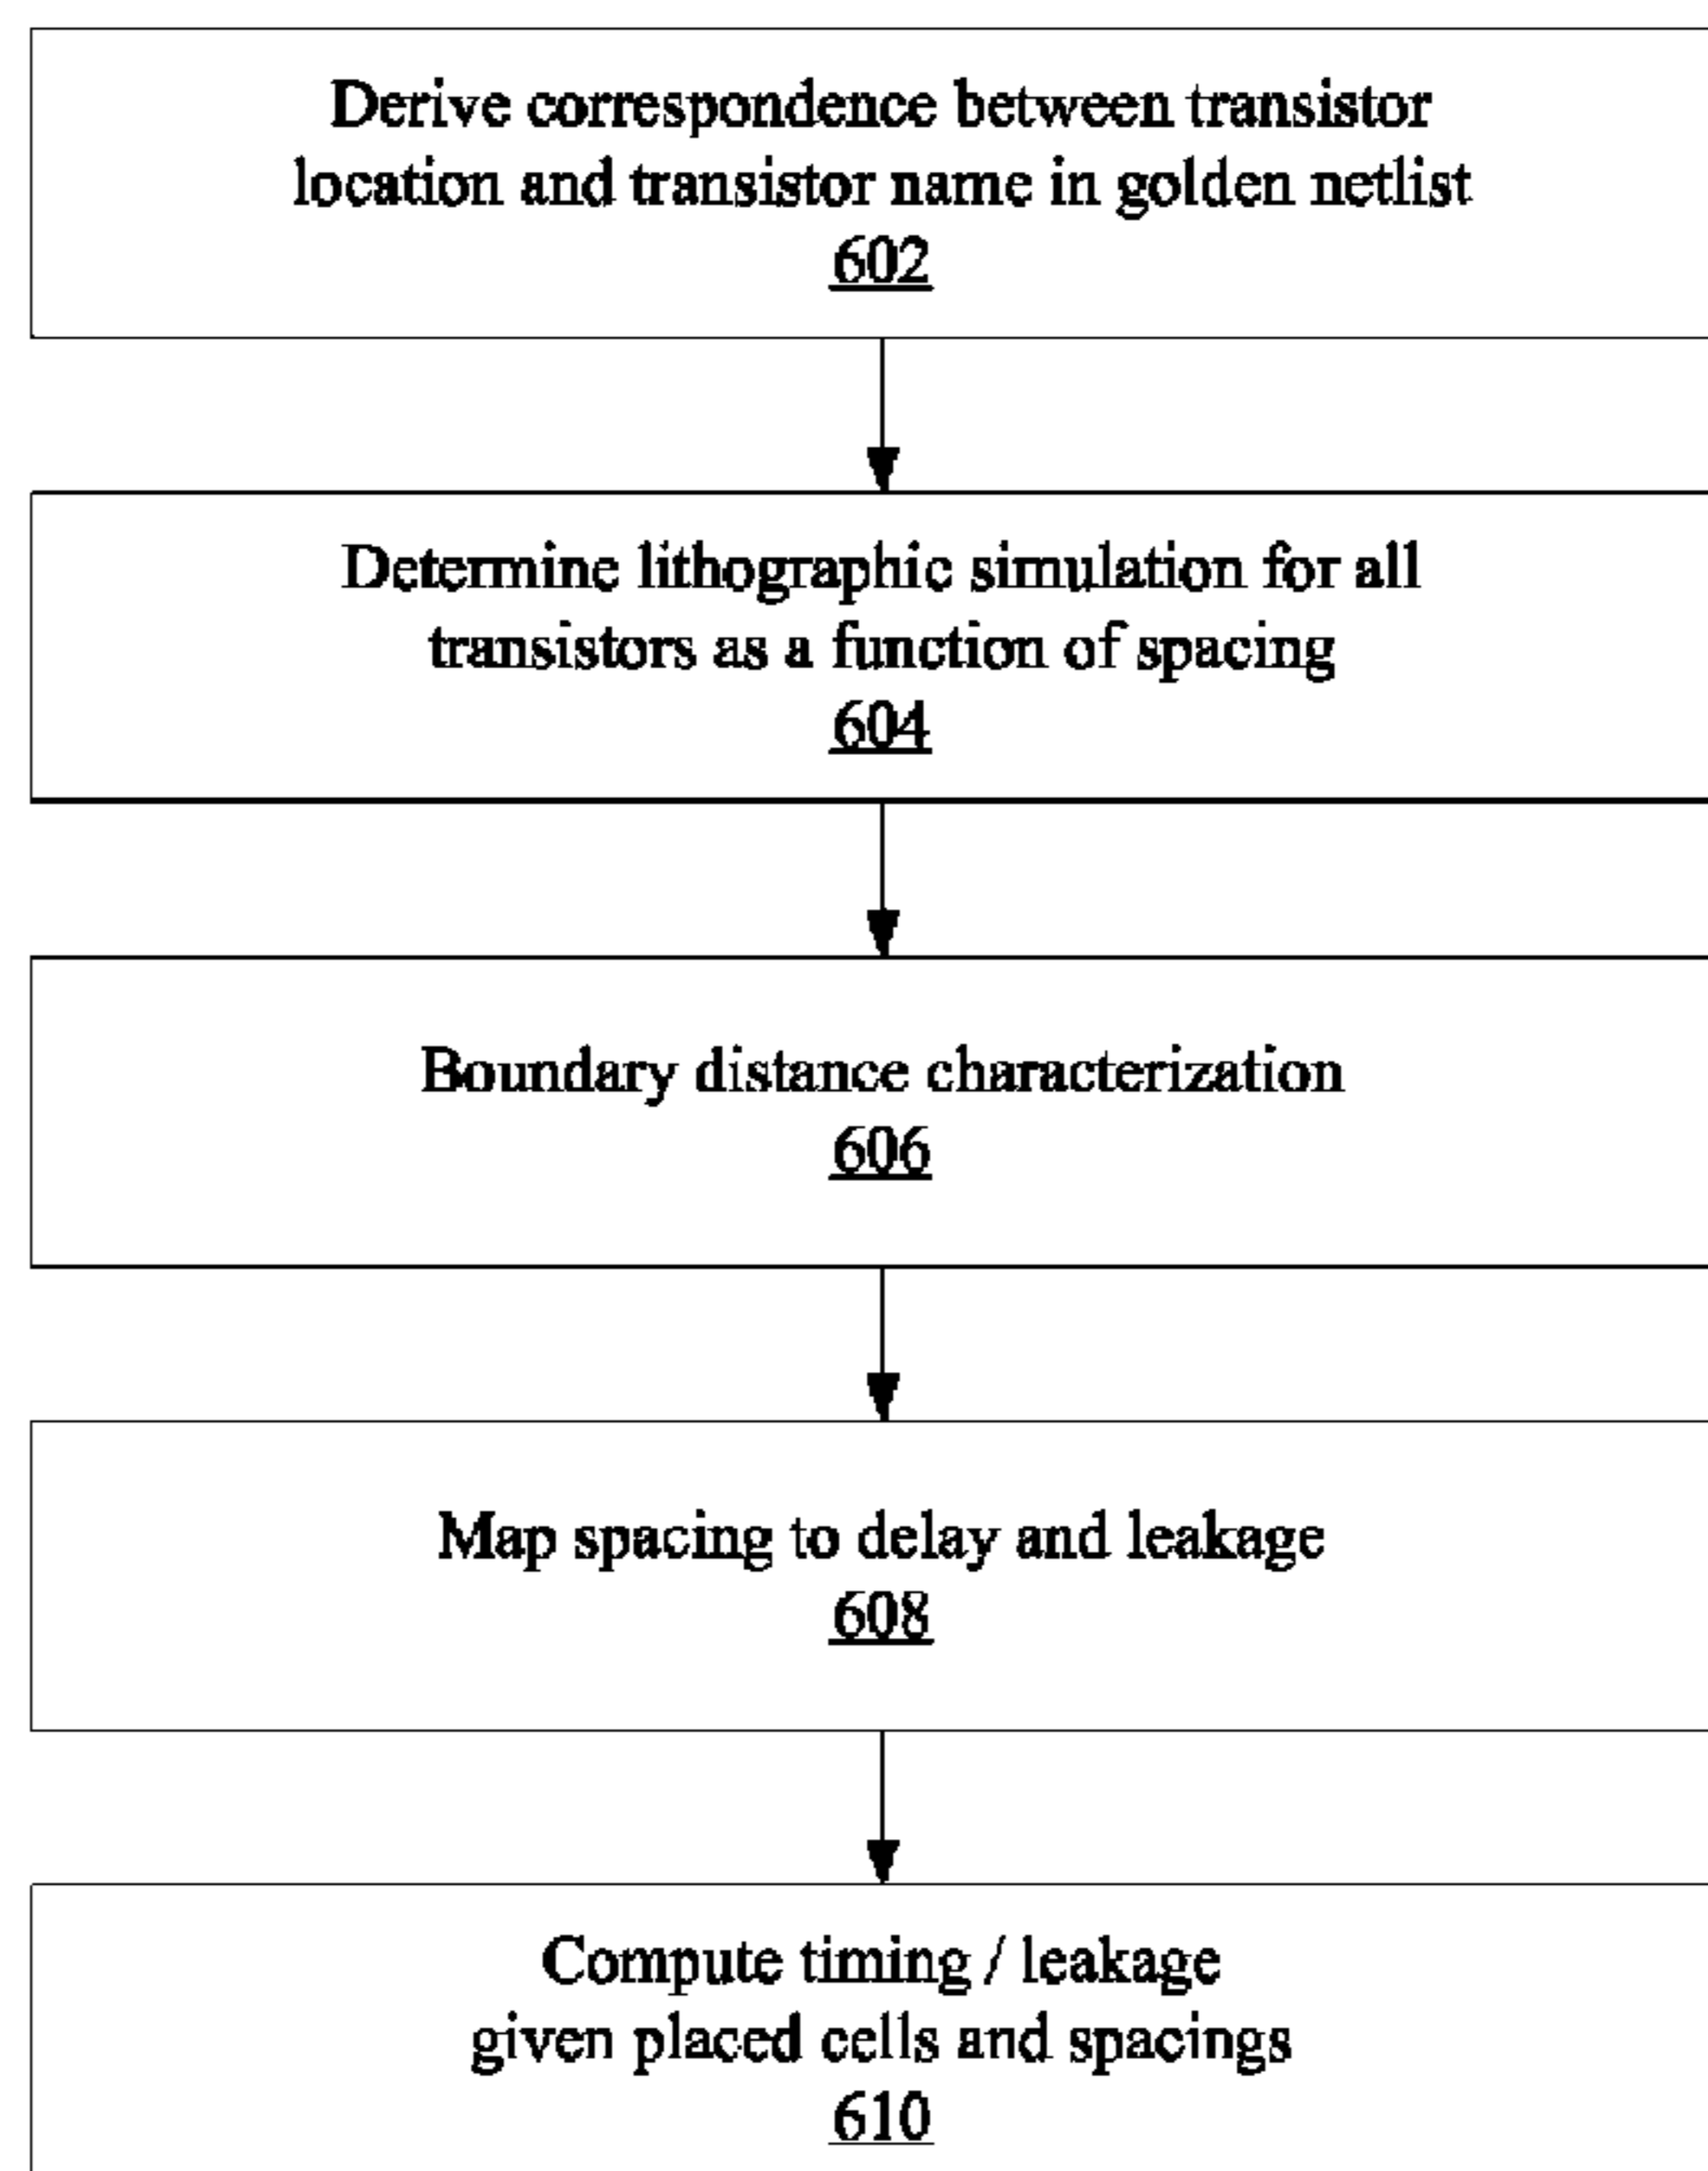 Derive correspondence between transistor
location and transistor name in golden netlist
602
Determine lithographic simulation for all
transistors as a function of spacing
604
Boundary distance characterization
606
Map spacing to delay and leakage
608
Compute timing / leakage
given placed cells and spacings
610